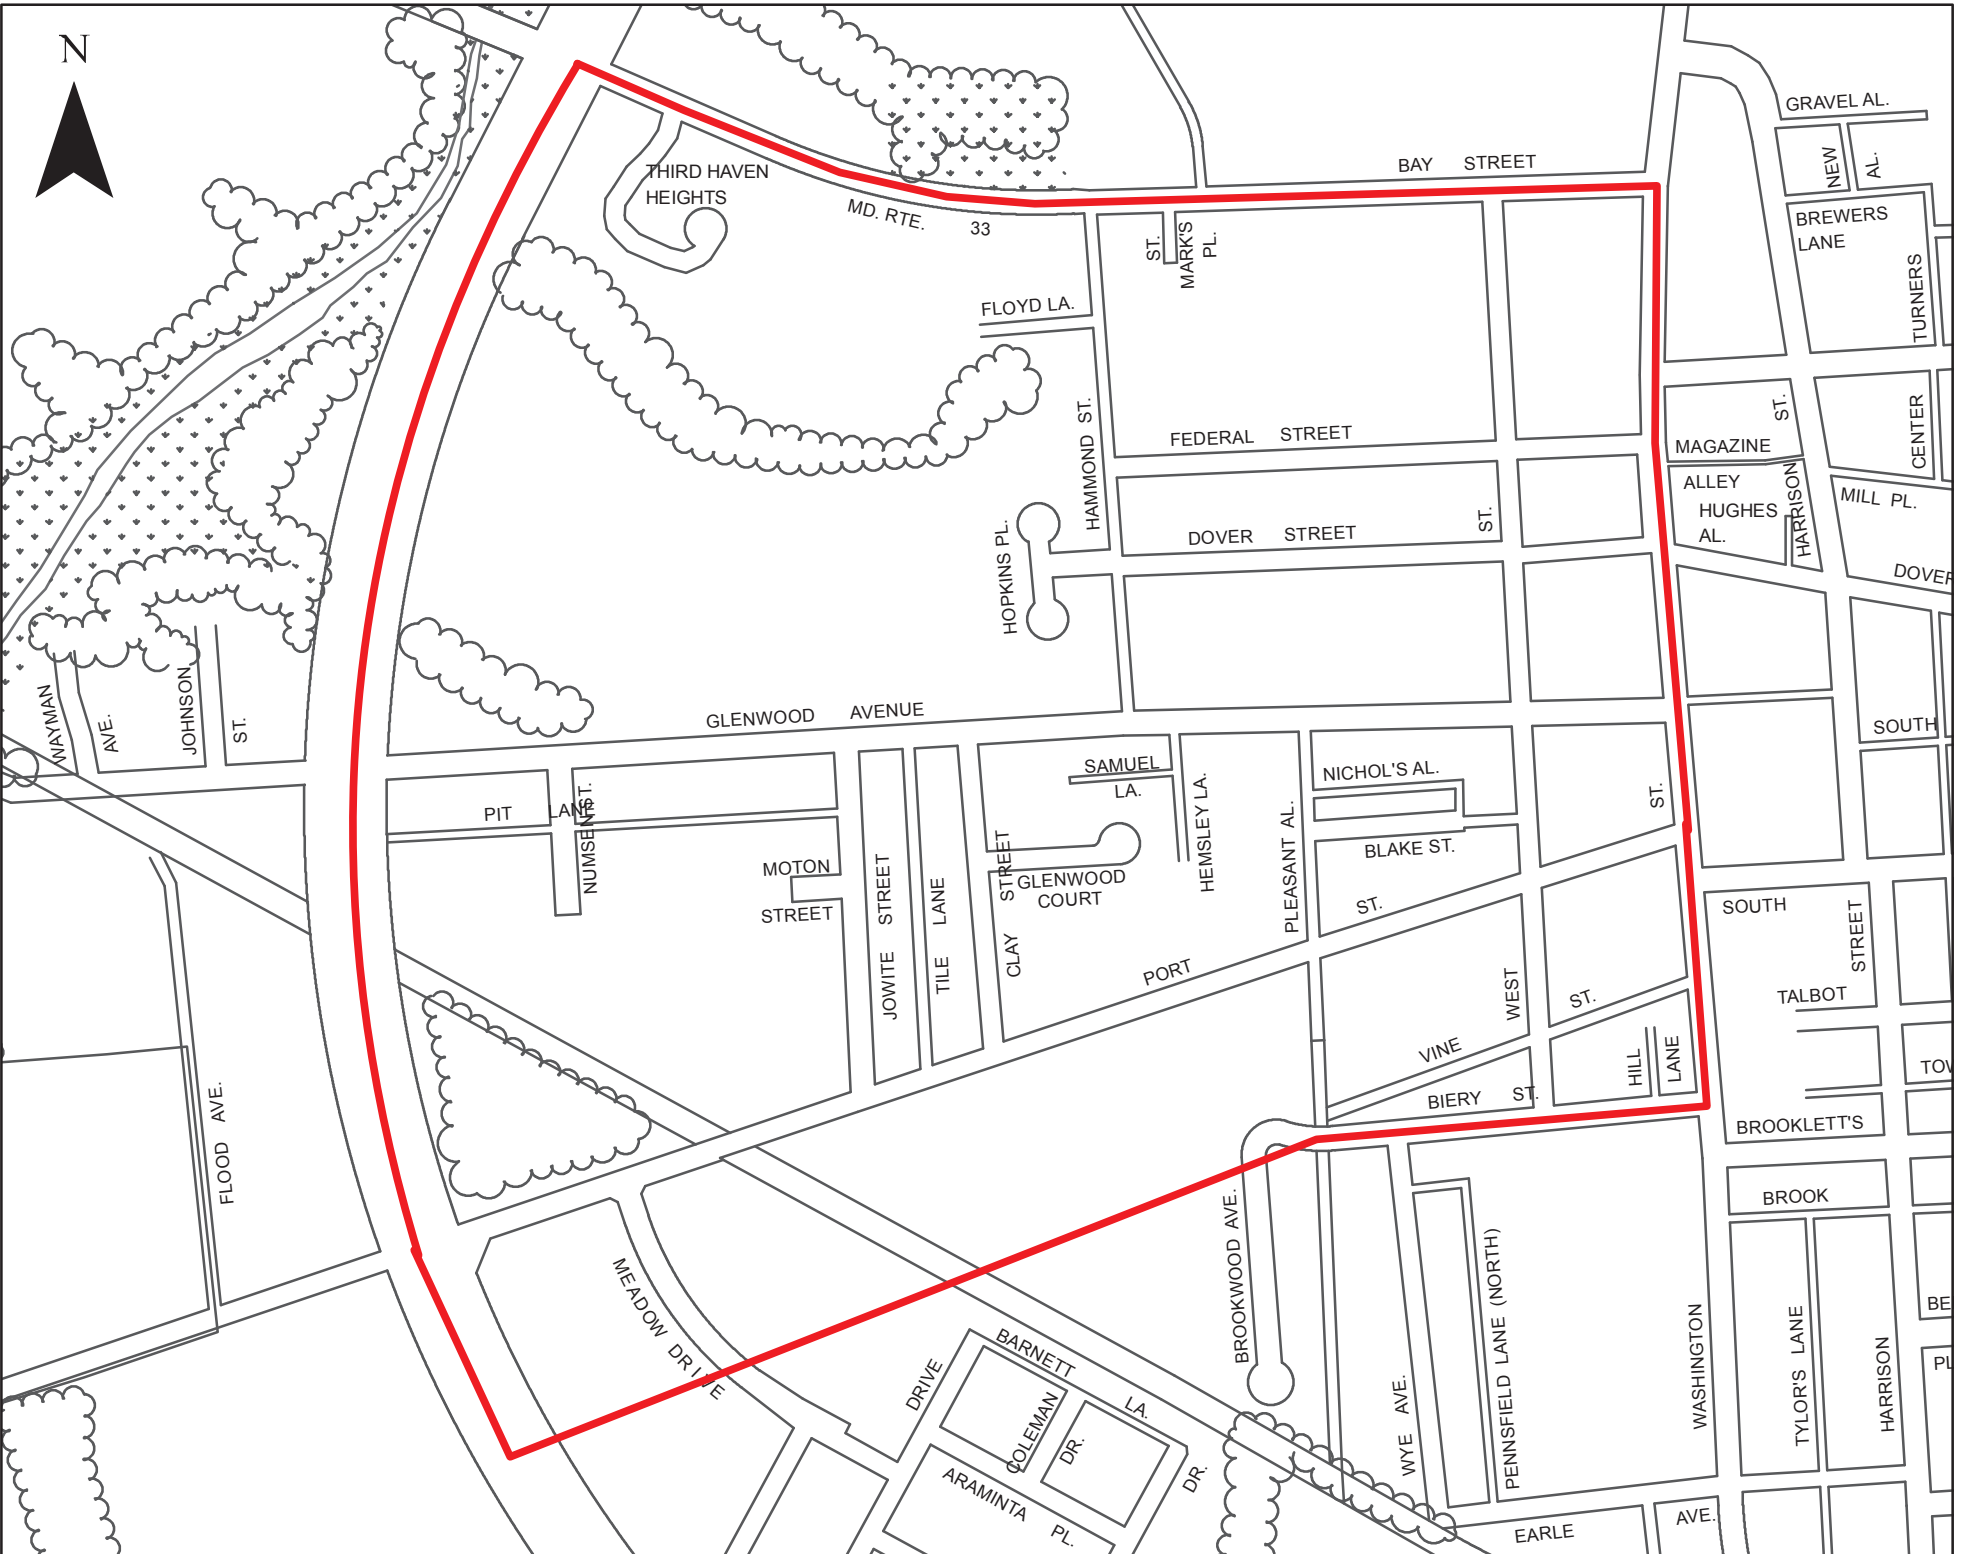 N
GRAVEL AL.
NEW
AL.
BAY STREET
THIRD HAVEN
HEIGHTS
MD. RTE. 33
ST.
MARK'S
PL.
BREWERS
LANE
TURNERS
FLOYD LA.
HAMMOND ST.
FEDERAL STREET
ST.
MAGAZINE
ALLEY
CENTER
HUGHES
AL.
HARRISON
MILL PL.
DOVER STREET
ST.
DOVER
HOPKINS PL.
WAYMAN
AVE.
JOHNSON
ST.
GLENWOOD AVENUE
SOUTH
SAMUEL
LA.
NICHOL'S AL.
ST.
PIT LANE
NUMSEN ST.
HEMSLEY LA.
PLEASANT AL.
BLAKE ST.
MOTON
STREET
JOWITE STREET
TILE LANE
CLAY STREET
GLENWOOD
COURT
PORT ST.
SOUTH
STREET
TALBOT
WEST
VINE ST.
HILL
LANE
BIERY ST.
TOW
FLOOD AVE.
BROOKLETT'S
BROOK
BROOKWOOD AVE.
MEADOW DRIVE
PENNSFIELD LANE (NORTH)
WASHINGTON
TYLOR'S LANE
HARRISON
BE
PL
BARNETT LA.
DRIVE
COLEMAN
DR.
DR.
WYE AVE.
ARAMINTA PL.
EARLE AVE.